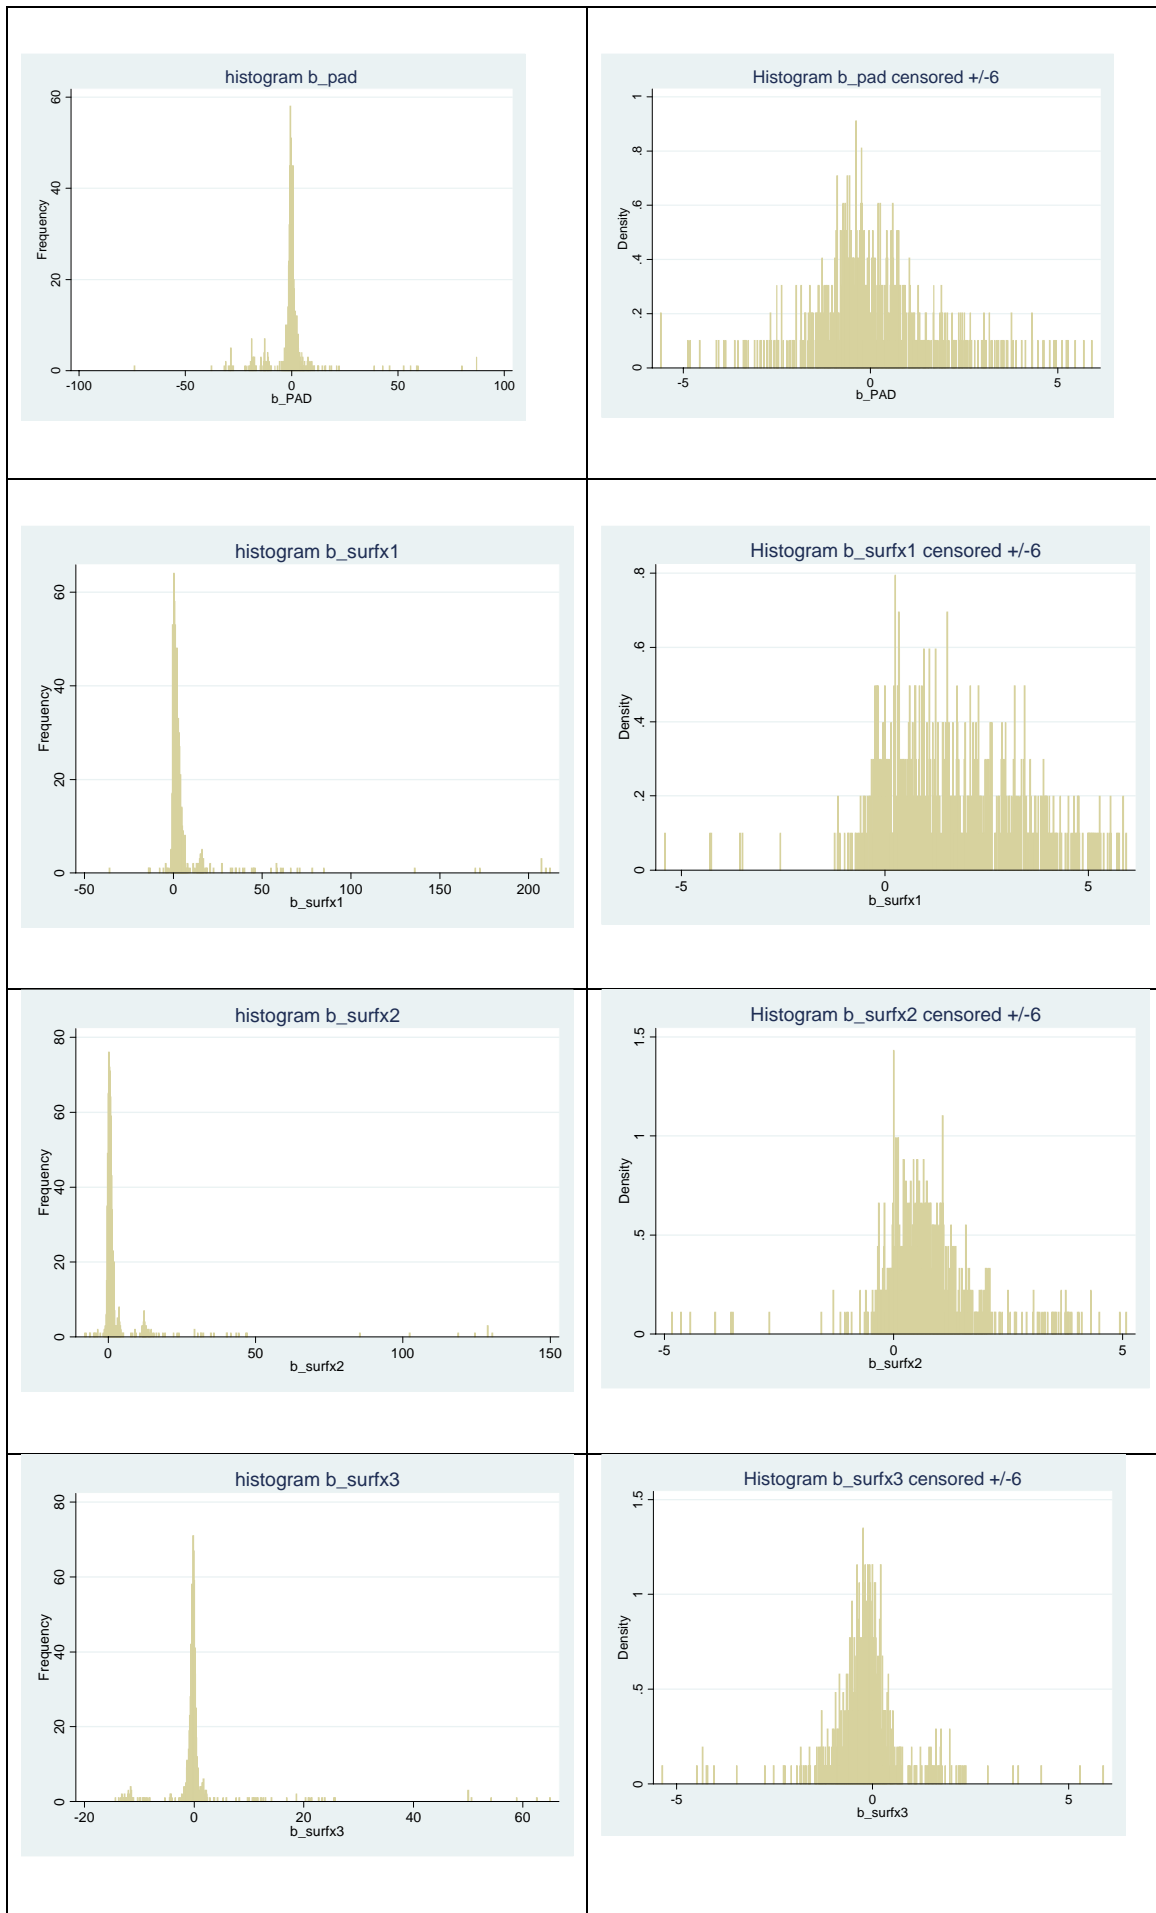 histogram b_pad
60
40
20
0
Frequency
-100 -50 0 50 100
b_PAD
Histogram b_pad censored +/-6
1
.8
.6
.4
.2
0
Density
-5 0 5
b_PAD
histogram b_surfx1
60
40
20
0
Frequency
-50 0 50 100 150 200
b_surfx1
Histogram b_surfx1 censored +/-6
.8
.6
.4
.2
0
Density
-5 0 5
b_surfx1
histogram b_surfx2
80
60
40
20
0
Frequency
0 50 100 150
b_surfx2
Histogram b_surfx2 censored +/-6
1.5
1
.5
0
Density
-5 0 5
b_surfx2
histogram b_surfx3
80
60
40
20
0
Frequency
-20 0 20 40 60
b_surfx3
Histogram b_surfx3 censored +/-6
1.5
1
.5
0
Density
-5 0 5
b_surfx3